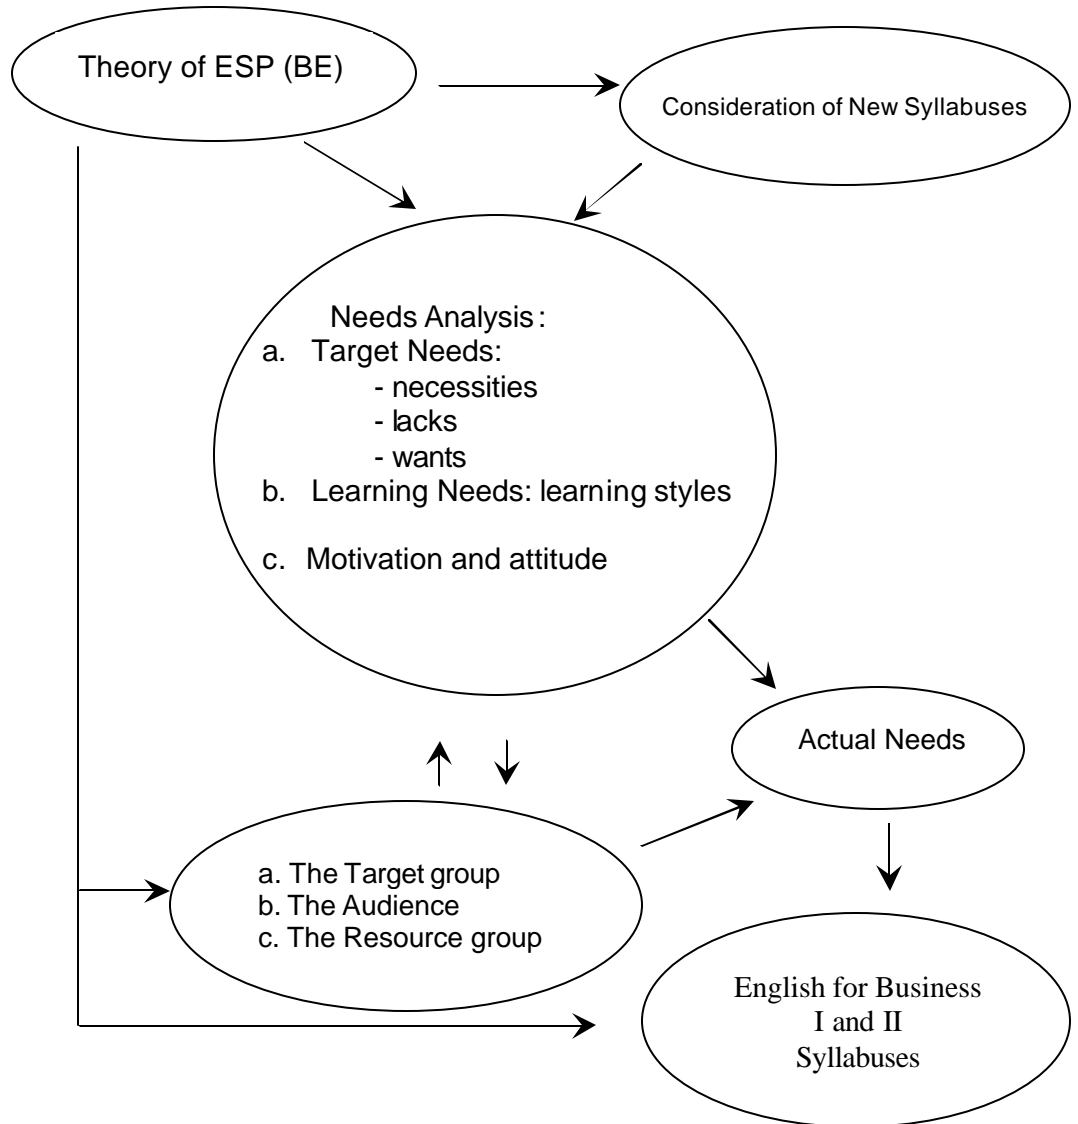 Theory of ESP (BE)
Consideration of New Syllabuses
Needs Analysis:
a. Target Needs:
- necessities
- lacks
- wants
b. Learning Needs: learning styles
c. Motivation and attitude
Actual Needs
a. The Target group
b. The Audience
c. The Resource group
English for Business
I and II
Syllabuses